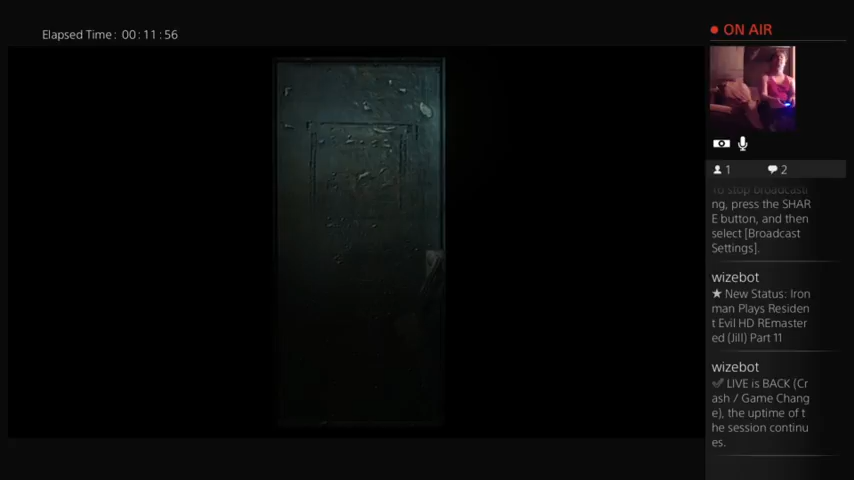 Elapsed Time: 00:11:56
ON AIR
1
2
To stop broadcasti
ng, press the SHAR
E button, and then
select [Broadcast
Settings].
wizebot
★ New Status: Iron
man Plays Residen
t Evil HD REmaster
ed (Jill) Part 11
wizebot
✅ LIVE is BACK (Cr
ash / Game Chang
e), the uptime of t
he session continu
es.